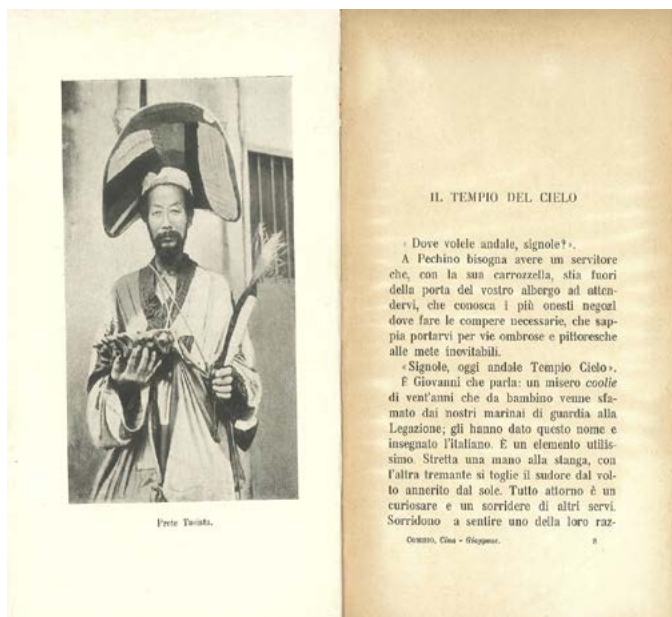 Prete Taoista.
IL TEMPIO DEL CIELO
« Dove volele andale, signole? ».
A Pechino bisogna avere un servitore
che, con la sua carrozzella, stia fuori
della porta del vostro albergo ad atten-
dervi, che conosca i più onesti negozi
dove fare le compere necessarie, che sap-
pia portarvi per vie ombrose e pittoresche
alle mete inevitabili.
«Signole, oggi andale Tempio Cielo».
È Giovanni che parla: un misero coolie
di vent'anni che da bambino venne sfa-
mato dai nostri marinai di guardia alla
Legazione; gli hanno dato questo nome e
insegnato l'italiano. È un elemento utilis-
simo. Stretta una mano alla stanga, con
l'altra tremante si toglie il sudore dal vol-
to annerito dal sole. Tutto attorno è un
curiosare e un sorridere di altri servi.
Sorridono a sentire uno della loro raz-
Cina - Giappone. 8